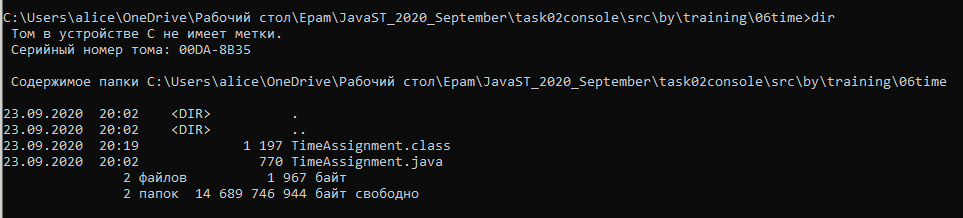 C:\Users\alice\OneDrive\Рабочий стол\Epam\JavaST_2020_September\task02console\src\by\training\06time>dir
Том в устройстве C не имеет метки.
Серийный номер тома: 00DA-8B35
Содержимое папки C:\Users\alice\OneDrive\Рабочий стол\Epam\JavaST_2020_September\task02console\src\by\training\06time
23.09.2020  20:02    <DIR>          .
23.09.2020  20:02    <DIR>          ..
23.09.2020  20:19             1 197 TimeAssignment.class
23.09.2020  20:02               770 TimeAssignment.java
2 файлов          1 967 байт
2 папок  14 689 746 944 байт свободно